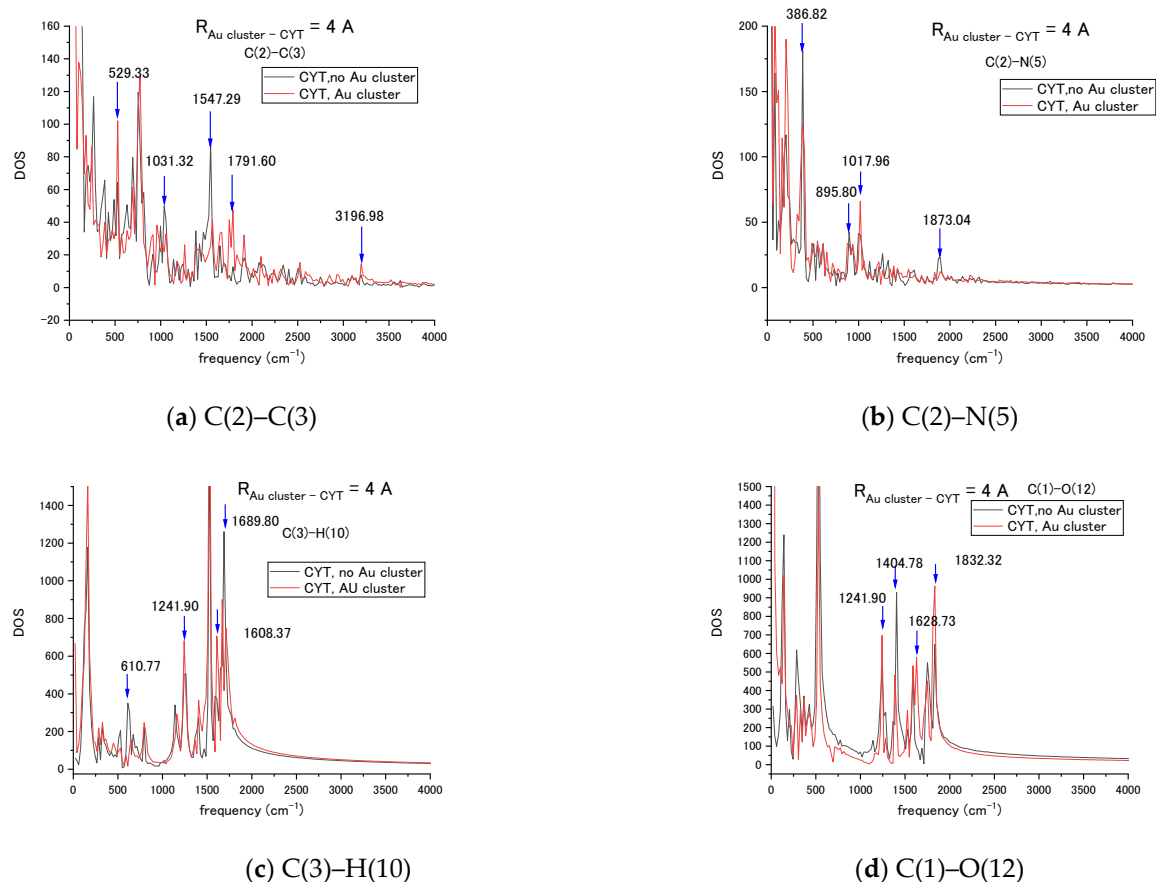 R Au cluster – CYT = 4 A
C(2)–C(3)
CYT,no Au cluster
CYT, Au cluster
529.33
1547.29
1031.32
1791.60
3196.98
DOS
160
140
120
100
80
60
40
20
0
-20
0 500 1000 1500 2000 2500 3000 3500 4000
frequency (cm⁻¹)
(a) C(2)–C(3)
386.82
R Au cluster – CYT = 4 A
C(2)–N(5)
CYT,no Au cluster
CYT, Au cluster
1017.96
895.80
1873.04
DOS
200
150
100
50
0
0 500 1000 1500 2000 2500 3000 3500 4000
frequency (cm⁻¹)
(b) C(2)–N(5)
R Au cluster – CYT = 4 A
1689.80
C(3)–H(10)
CYT, no Au cluster
CYT, AU cluster
1241.90
1608.37
610.77
DOS
1400
1200
1000
800
600
400
200
0
0 500 1000 1500 2000 2500 3000 3500 4000
frequency (cm⁻¹)
(c) C(3)–H(10)
R Au cluster – CYT = 4 A
C(1)–O(12)
CYT,no Au cluster
CYT, Au cluster
1404.78
1832.32
1241.90
1628.73
DOS
1500
1400
1300
1200
1100
1000
900
800
700
600
500
400
300
200
100
0
0 500 1000 1500 2000 2500 3000 3500 4000
frequency (cm⁻¹)
(d) C(1)–O(12)